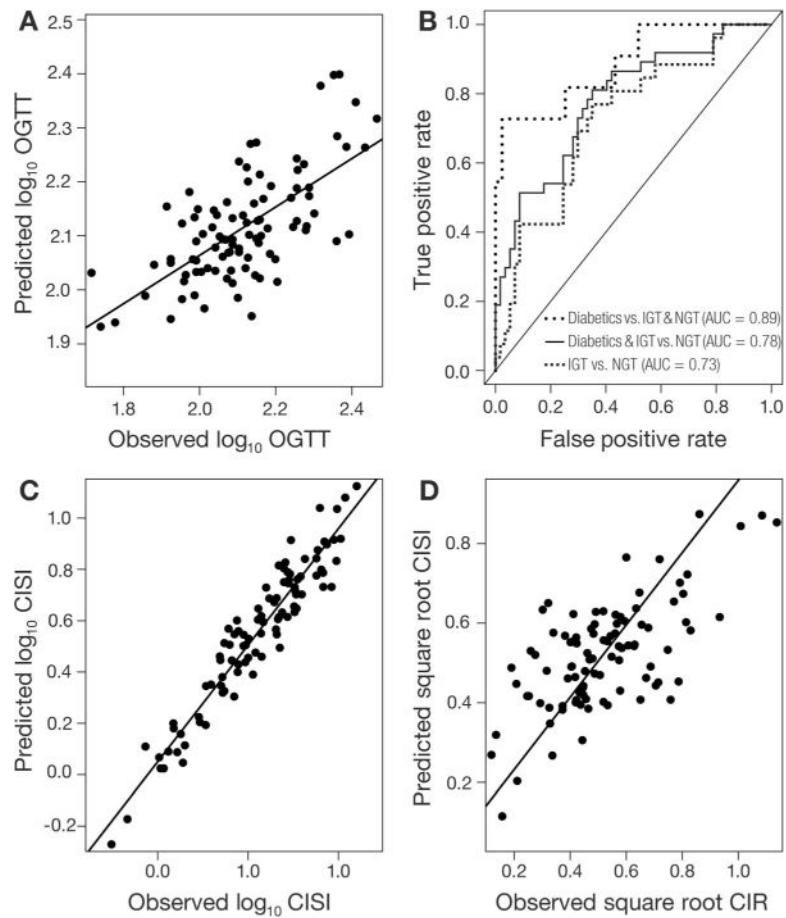 A
2.5
2.4
2.3
2.2
2.1
2.0
1.9
Predicted log10 OGTT
1.8 2.0 2.2 2.4
Observed log10 OGTT
B
1.0
0.8
0.6
0.4
0.2
0.0
True positive rate
Diabetics vs. IGT & NGT (AUC = 0.89)
Diabetics & IGT vs. NGT (AUC = 0.78)
IGT vs. NGT (AUC = 0.73)
0.0 0.2 0.4 0.6 0.8 1.0
False positive rate
C
1.0
0.8
0.6
0.4
0.2
0.0
-0.2
Predicted log10 CISI
0.0 1.0 1.0
Observed log10 CISI
D
0.8
0.6
0.4
0.2
Predicted square root CISI
0.2 0.4 0.6 0.8 1.0
Observed square root CIR